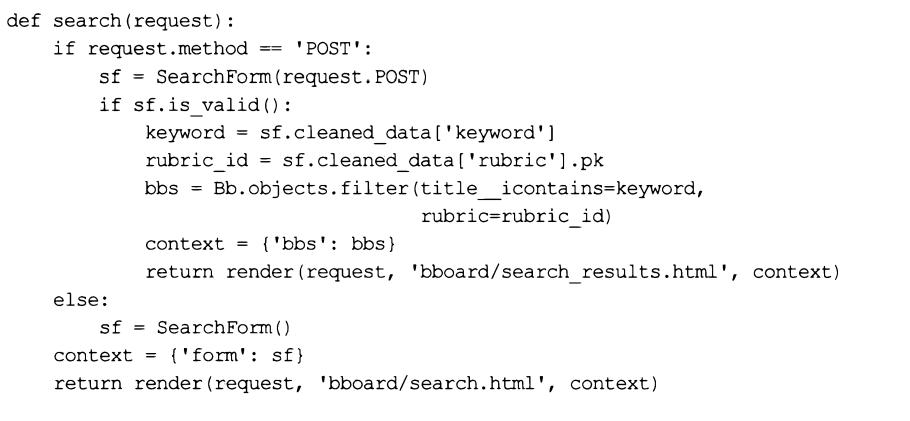 def search(request):
    if request.method == 'POST':
        sf = SearchForm(request.POST)
        if sf.is_valid():
            keyword = sf.cleaned_data['keyword']
            rubric_id = sf.cleaned_data['rubric'].pk
            bbs = Bb.objects.filter(title__icontains=keyword,
                                    rubric=rubric_id)
            context = {'bbs': bbs}
            return render(request, 'bboard/search_results.html', context)
    else:
        sf = SearchForm()
    context = {'form': sf}
    return render(request, 'bboard/search.html', context)